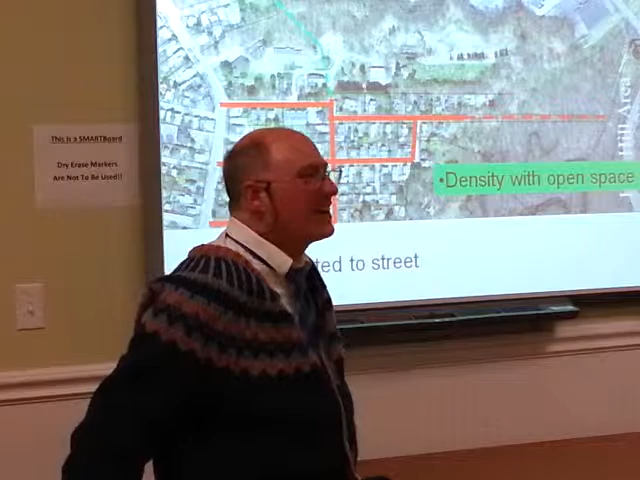 This is a SMARTBoard
Dry Erase Markers
Are Not To Be Used!!
•Density with open space
ted to street